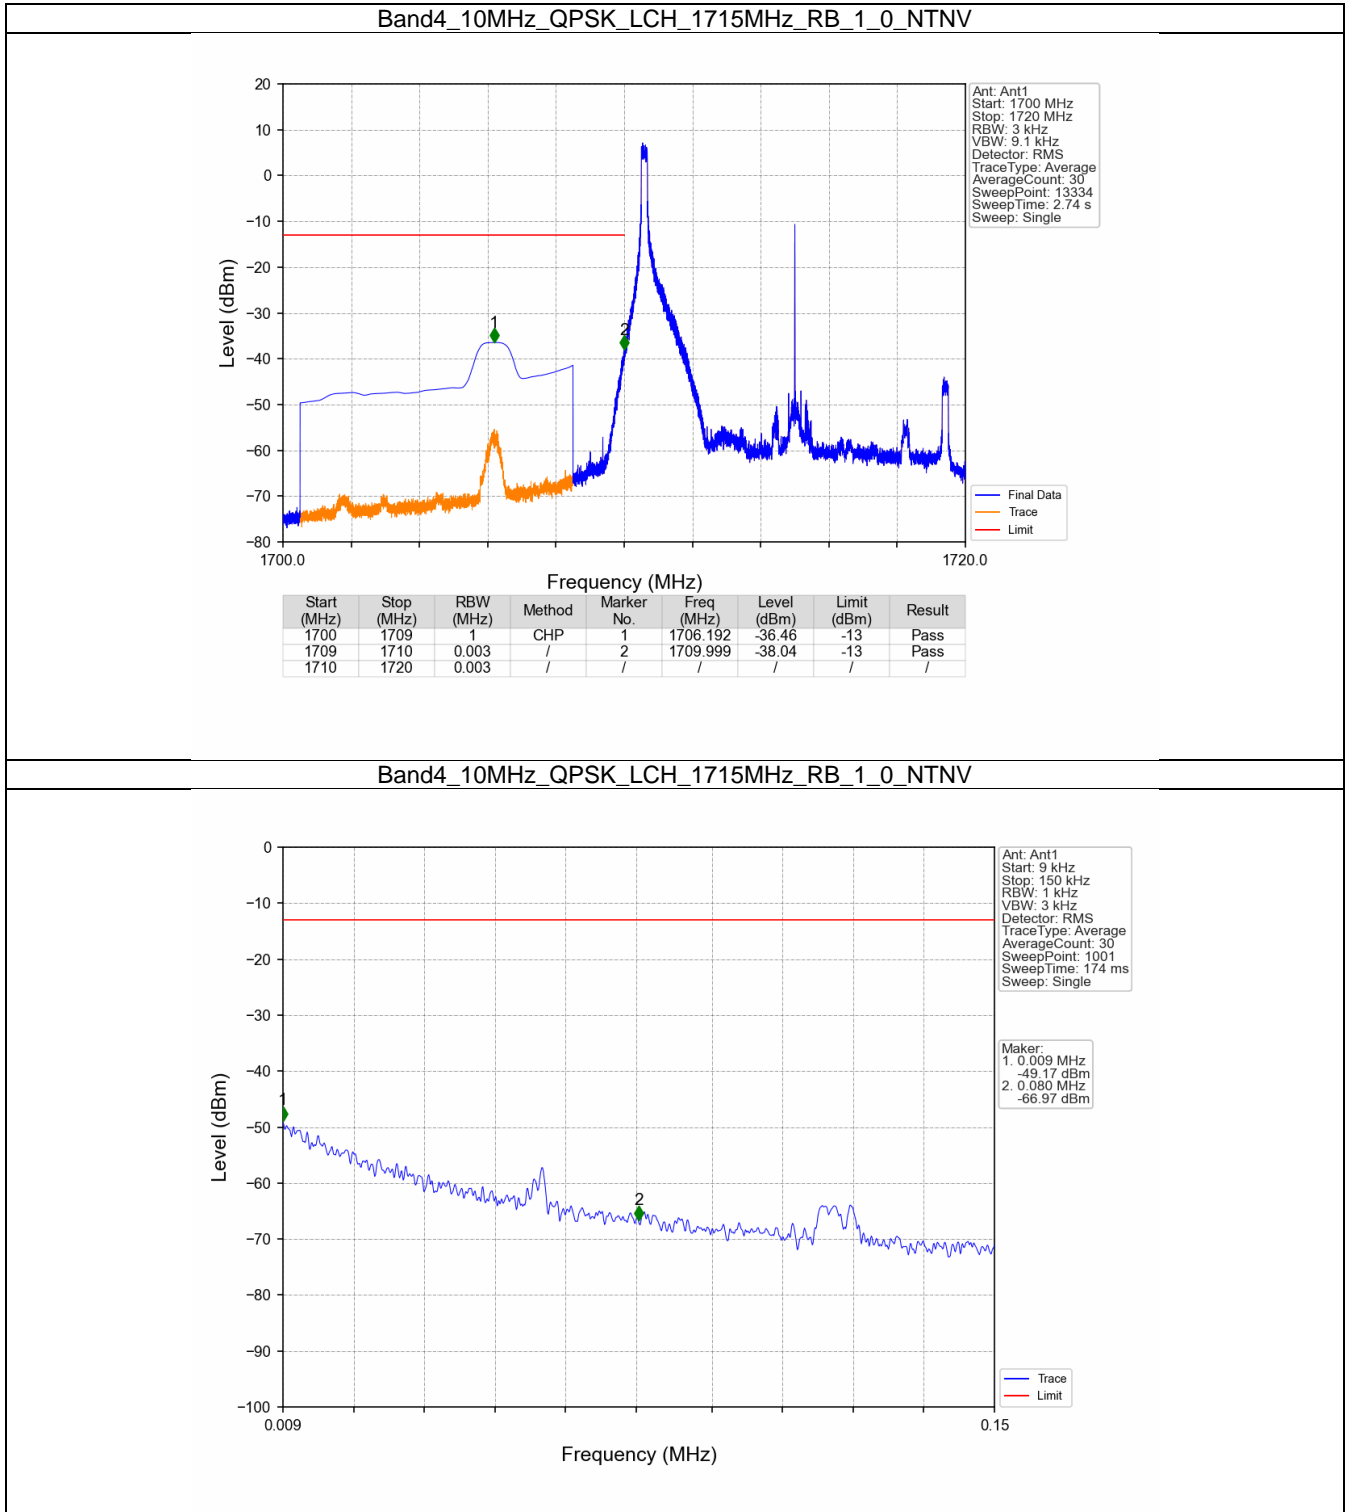 Band4_10MHz_QPSK_LCH_1715MHz_RB_1_0_NTNV
20
10
0
−10
−20
−30
−40
−50
−60
−70
−80
Level (dBm)
1
2
1700.0
1720.0
Frequency (MHz)
Ant: Ant1
Start: 1700 MHz
Stop: 1720 MHz
RBW: 3 kHz
VBW: 9.1 kHz
Detector: RMS
TraceType: Average
AverageCount: 30
SweepPoint: 13334
SweepTime: 2.74 s
Sweep: Single
Final Data
Trace
Limit
Start (MHz) Stop (MHz) RBW (MHz) Method Marker No. Freq (MHz) Level (dBm) Limit (dBm) Result
1700 1709 1 CHP 1 1706.192 -36.46 -13 Pass
1709 1710 0.003 / 2 1709.999 -38.04 -13 Pass
1710 1720 0.003 / / / / / /
Band4_10MHz_QPSK_LCH_1715MHz_RB_1_0_NTNV
0
−10
−20
−30
−40
−50
−60
−70
−80
−90
−100
Level (dBm)
1
2
0.009
0.15
Frequency (MHz)
Ant: Ant1
Start: 9 kHz
Stop: 150 kHz
RBW: 1 kHz
VBW: 3 kHz
Detector: RMS
TraceType: Average
AverageCount: 30
SweepPoint: 1001
SweepTime: 174 ms
Sweep: Single
Maker:
1. 0.009 MHz
-49.17 dBm
2. 0.080 MHz
-66.97 dBm
Trace
Limit